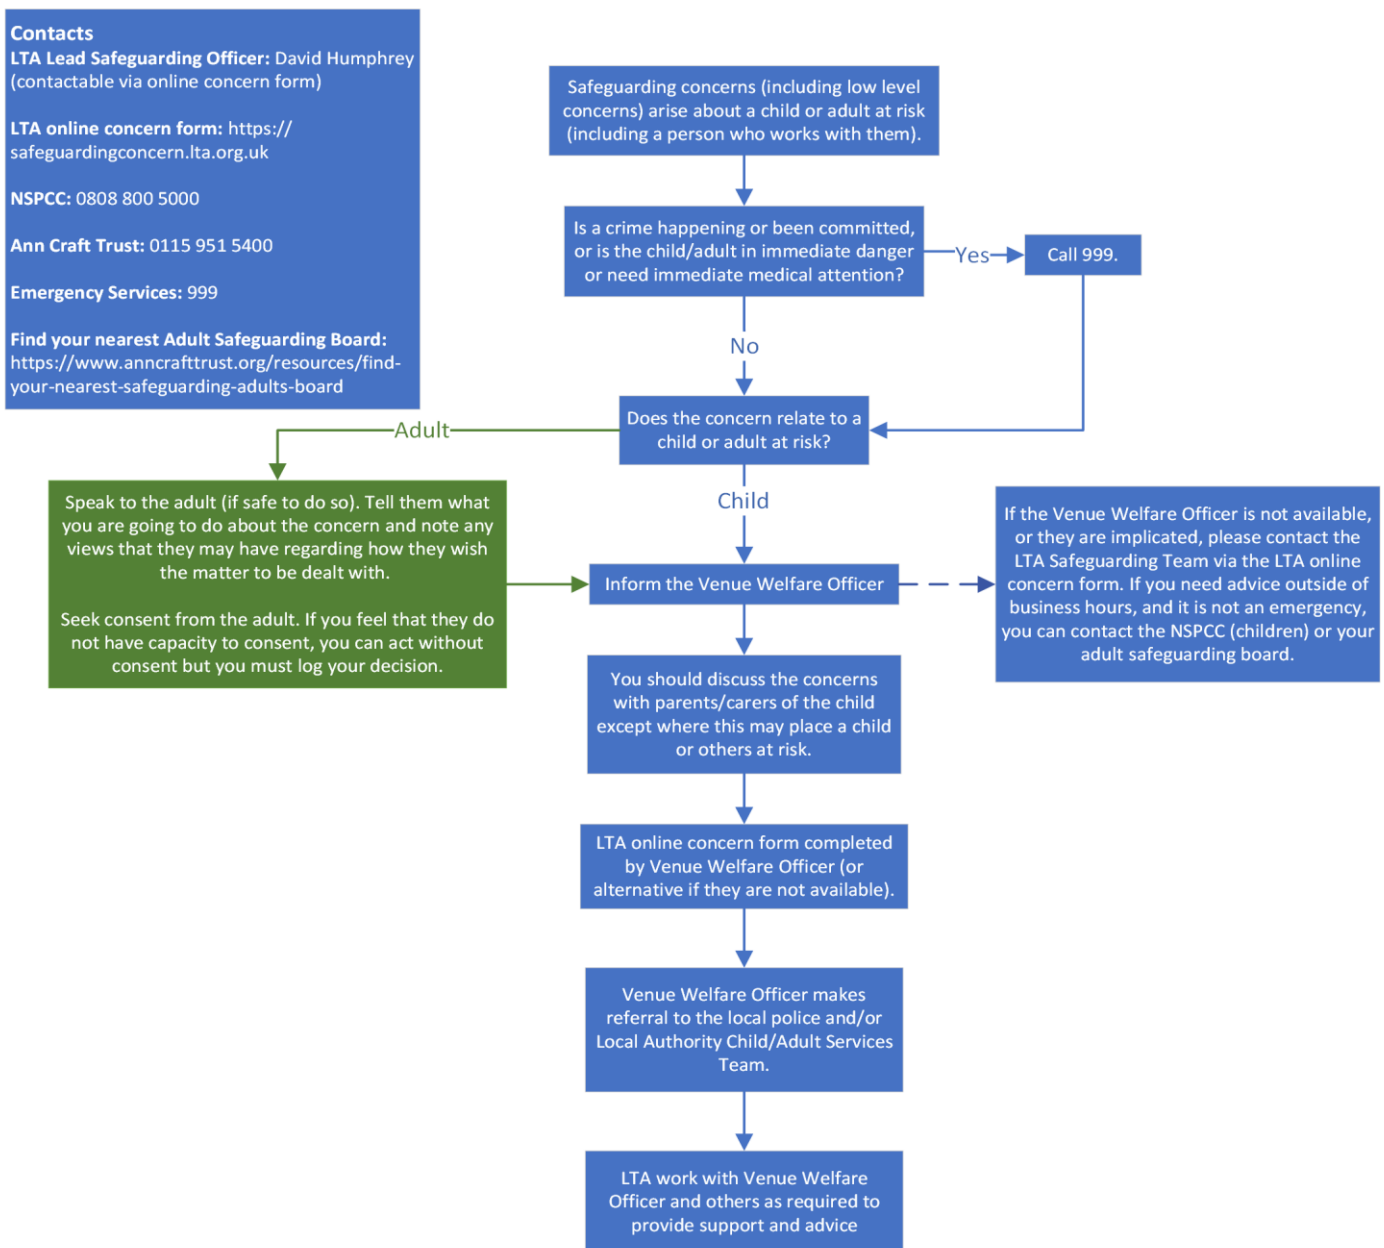 Contacts
LTA Lead Safeguarding Officer: David Humphrey
(contactable via online concern form)
LTA online concern form: https://
safeguardingconcern.lta.org.uk
NSPCC: 0808 800 5000
Ann Craft Trust: 0115 951 5400
Emergency Services: 999
Find your nearest Adult Safeguarding Board:
https://www.anncrafttrust.org/resources/find-
your-nearest-safeguarding-adults-board
Safeguarding concerns (including low level
concerns) arise about a child or adult at risk
(including a person who works with them).
Is a crime happening or been committed,
or is the child/adult in immediate danger
or need immediate medical attention?
Yes
Call 999.
No
Does the concern relate to a
child or adult at risk?
Adult
Speak to the adult (if safe to do so). Tell them what
you are going to do about the concern and note any
views that they may have regarding how they wish
the matter to be dealt with.
Seek consent from the adult. If you feel that they do
not have capacity to consent, you can act without
consent but you must log your decision.
Child
Inform the Venue Welfare Officer
If the Venue Welfare Officer is not available,
or they are implicated, please contact the
LTA Safeguarding Team via the LTA online
concern form. If you need advice outside of
business hours, and it is not an emergency,
you can contact the NSPCC (children) or your
adult safeguarding board.
You should discuss the concerns
with parents/carers of the child
except where this may place a child
or others at risk.
LTA online concern form completed
by Venue Welfare Officer (or
alternative if they are not available).
Venue Welfare Officer makes
referral to the local police and/or
Local Authority Child/Adult Services
Team.
LTA work with Venue Welfare
Officer and others as required to
provide support and advice